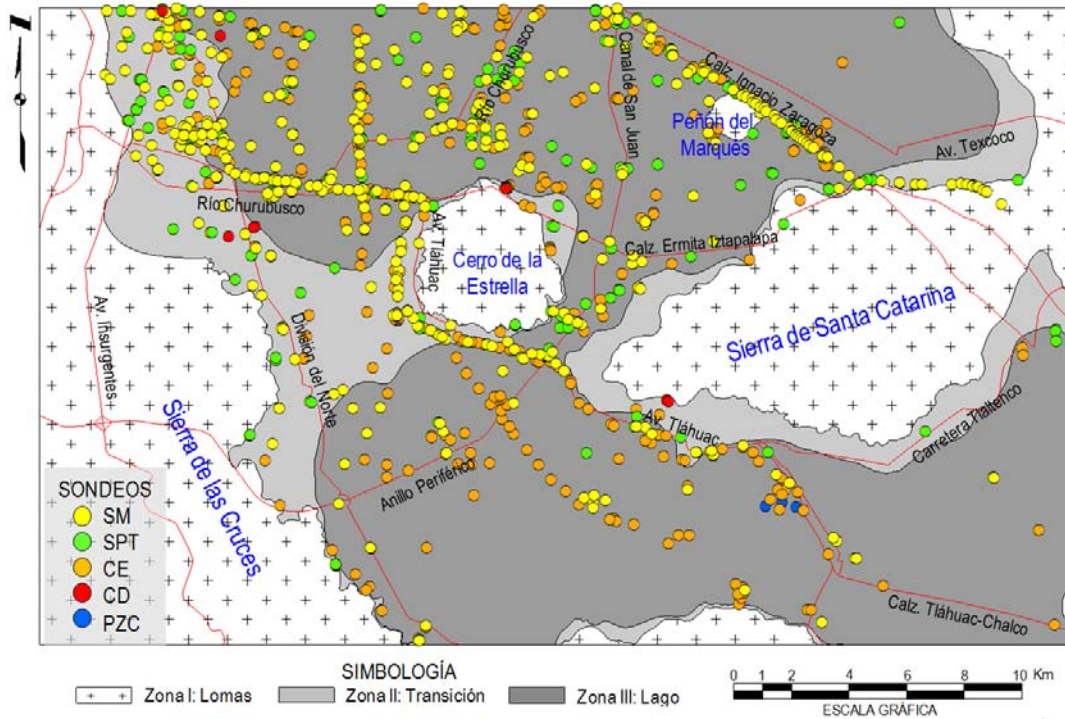 Z
Río Churubusco
Canal de San Juan
Calz. Ignacio Zaragoza
Peñón del
Marqués
Av. Texcoco
Río Churubusco
Av. Tláhuac
Calz. Ermita Iztapalapa
Cerro de la
Estrella
Sierra de Santa Catarina
Av. Insurgentes
División del Norte
Sierra de las Cruces
Av. Tláhuac
Carretera Tlaltenco
Anillo Periférico
Calz. Tláhuac-Chalco
SONDEOS
SM
SPT
CE
CD
PZC
SIMBOLOGÍA
Zona I: Lomas
Zona II: Transición
Zona III: Lago
0 2 4 6 8 10 Km
ESCALA GRÁFICA